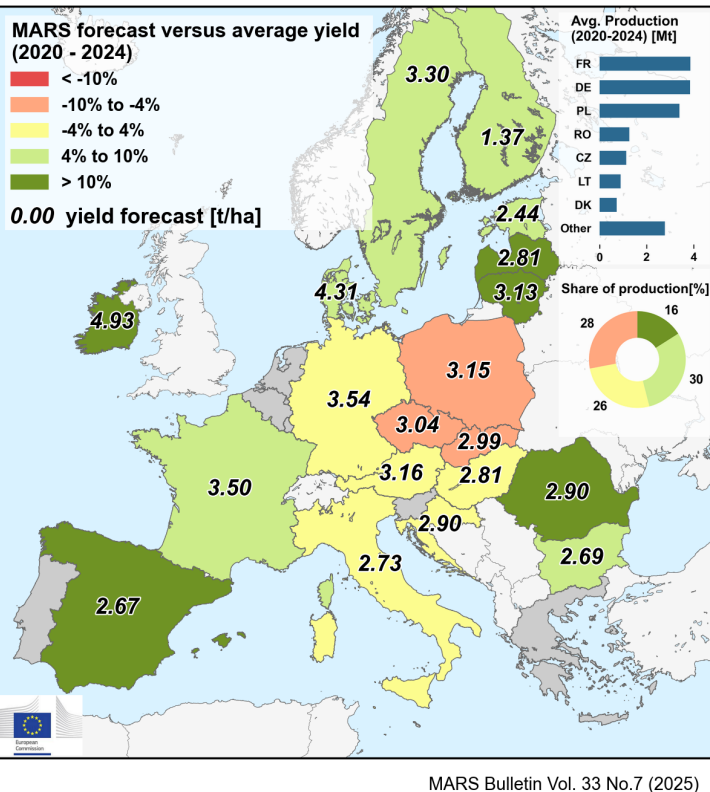 MARS forecast versus average yield
(2020 - 2024)
< -10%
-10% to -4%
-4% to 4%
4% to 10%
> 10%
0.00 yield forecast [t/ha]
Avg. Production
(2020-2024) [Mt]
FR
DE
PL
RO
CZ
LT
DK
Other
0 2 4
Share of production[%]
16
28
30
26
3.30
1.37
2.44
2.81
3.13
4.31
4.93
3.15
3.54
3.04
2.99
3.16
2.81
3.50
2.90
2.90
2.69
2.73
2.67
European
Commission
MARS Bulletin Vol. 33 No.7 (2025)